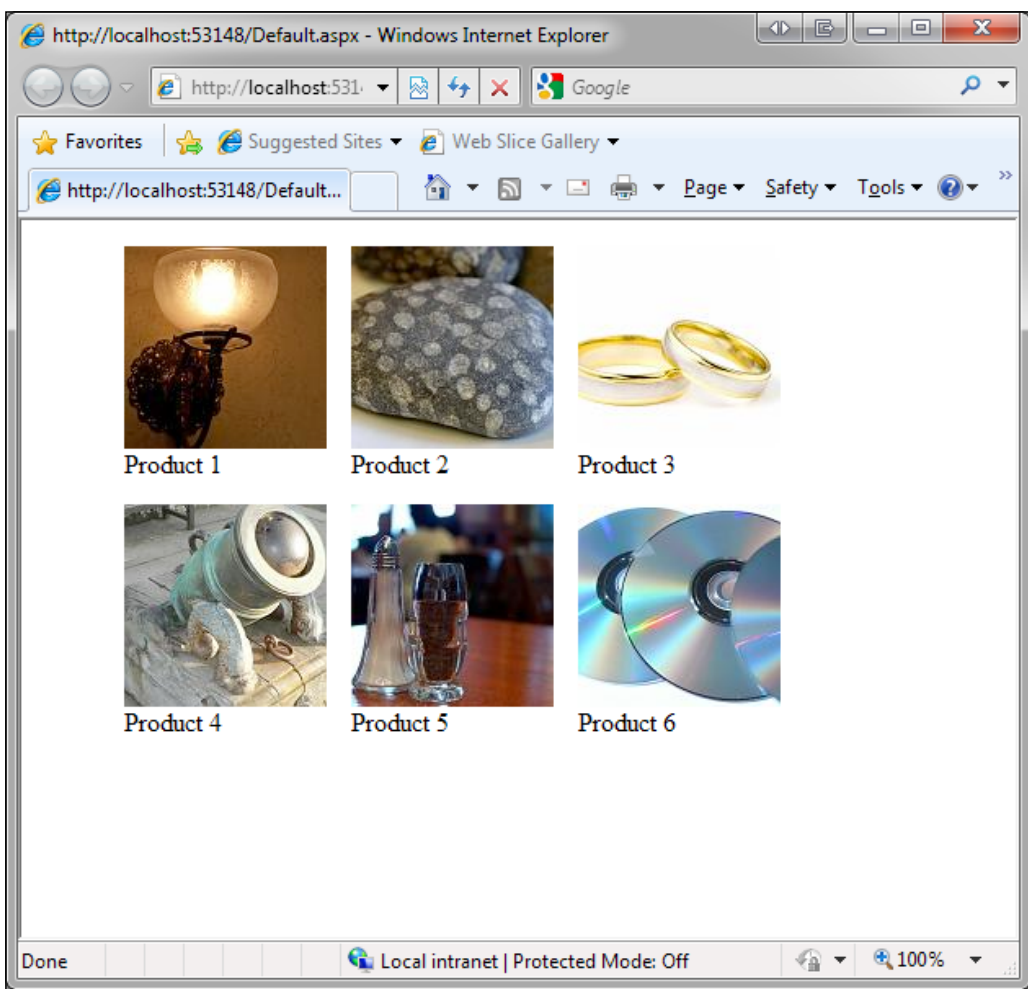 http://localhost:53148/Default.aspx - Windows Internet Explorer
http://localhost:531
Google
Favorites
Suggested Sites
Web Slice Gallery
http://localhost:53148/Default...
Page
Safety
Tools
Product 1
Product 2
Product 3
Product 4
Product 5
Product 6
Done
Local intranet | Protected Mode: Off
100%